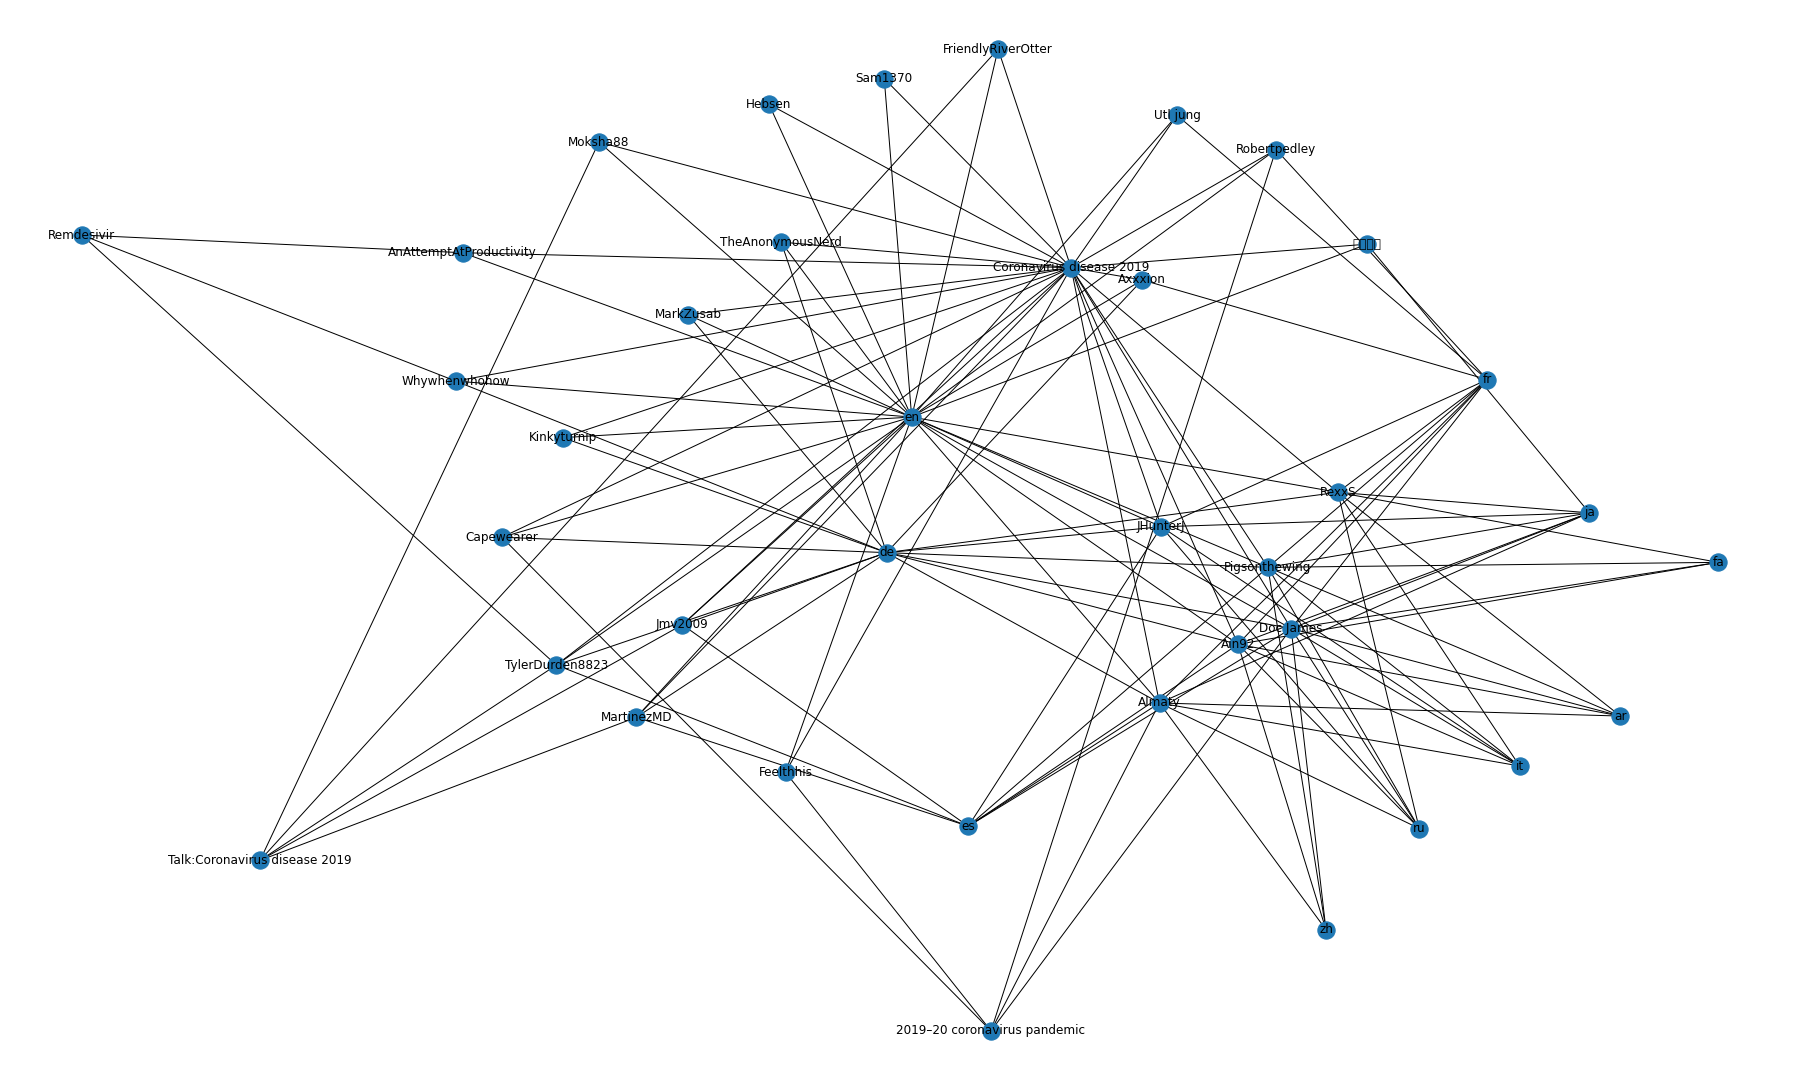 FriendlyRiverOtter
Sam1370
Hebsen
Utl jung
Moksha88
Robertpedley
Remdesivir
TheAnonymousNerd
AnAttemptAtProductivity
Coronavirus disease 2019
Axxxion
MarkZusab
fr
Whywhenwhohow
en
Kinkyturnip
RexxS
ja
JHunterJ
Capewearer
de
fa
Pigsonthewing
Jmv2009
Doc James
Ain92
TylerDurden8823
Almaty
MartinezMD
ar
it
Feelthhis
es
ru
Talk:Coronavirus disease 2019
zh
2019–20 coronavirus pandemic